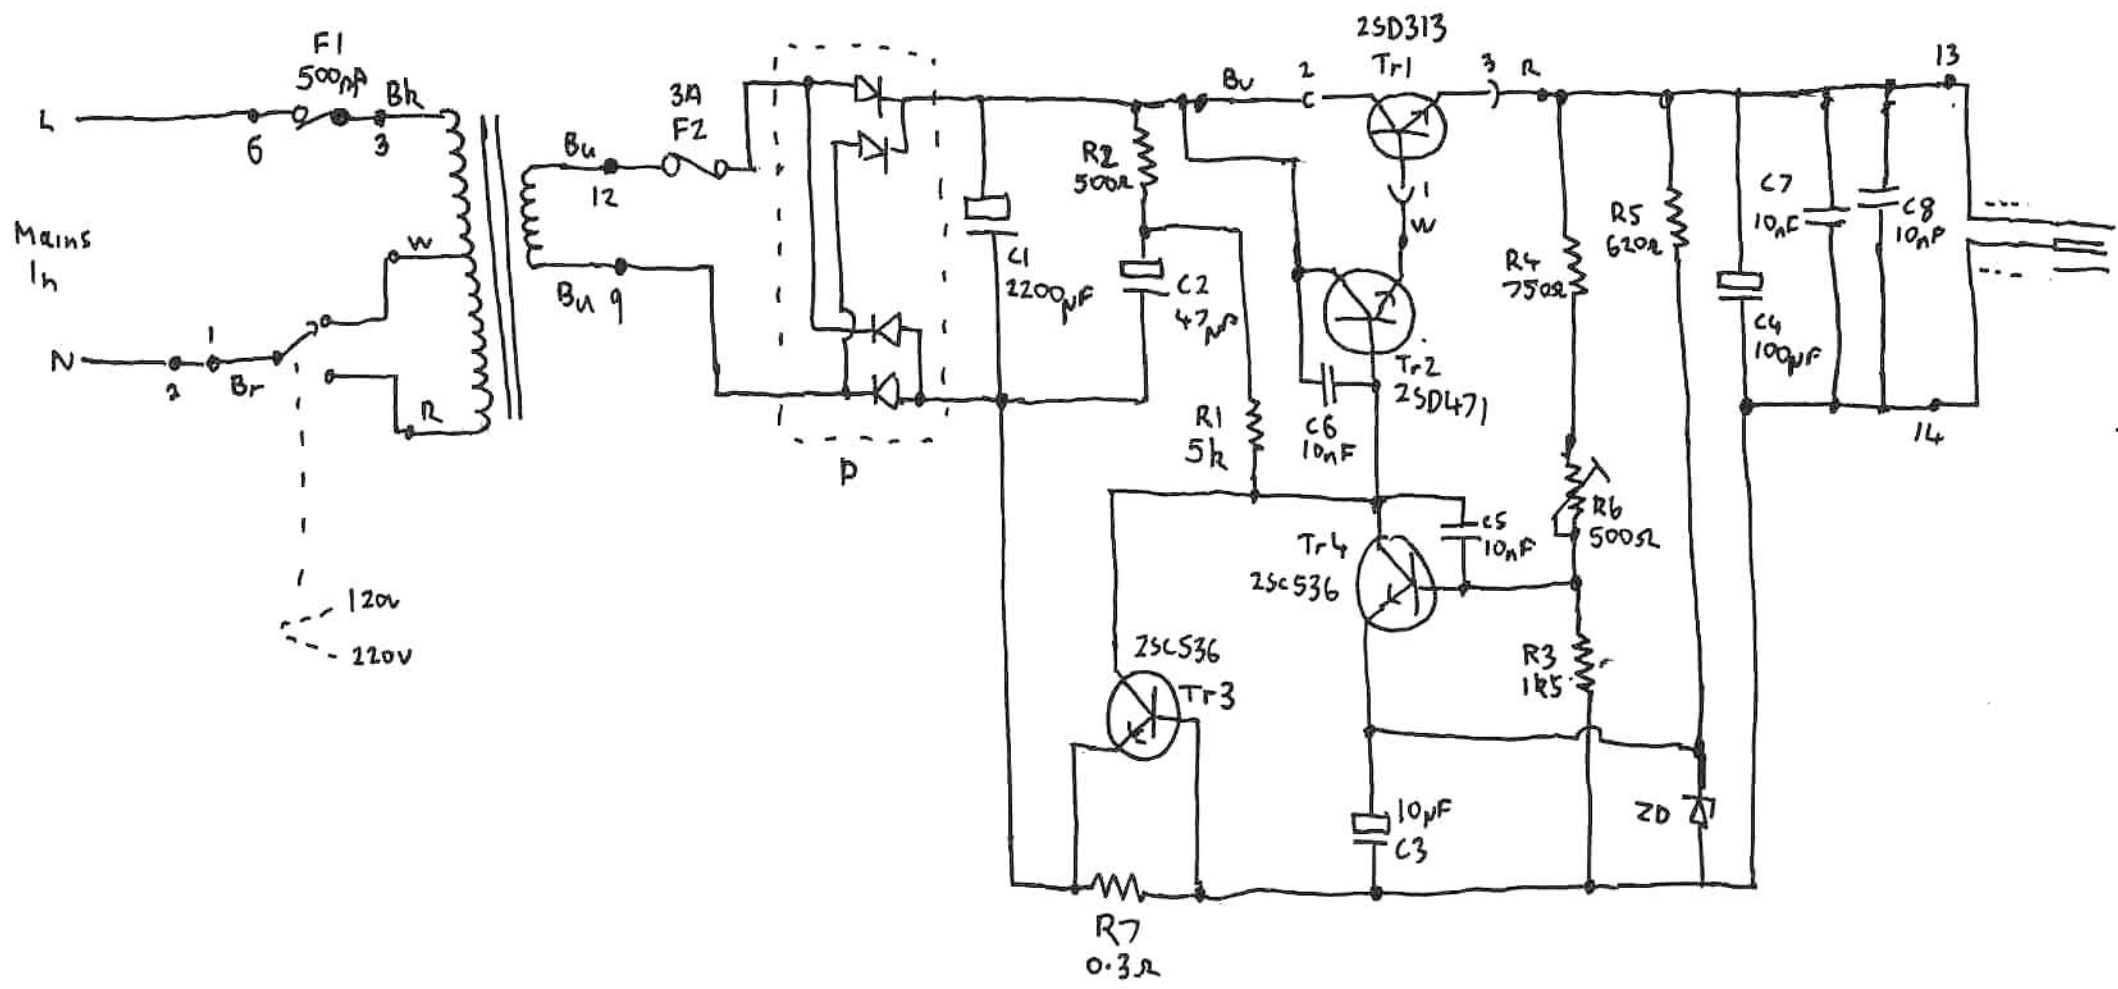 F1
500mA
Bk
L
6
3
Mains
In
W
N
2
1
Br
R
120v
220v
Bu
12
3A
F2
Bu 9
D
C1
2200µF
R2
500Ω
C2
47µF
Bu
2
2SD313
Tr1
3
R
1
W
Tr2
2SD471
C6
10nF
R1
5k
Tr4
2SC536
C5
10nF
2SC536
Tr3
R7
0.3Ω
10µF
C3
R4
750Ω
R6
500Ω
R3
1k5
R5
620Ω
ZD
C4
100µF
C7
10nF
C8
10nF
13
14